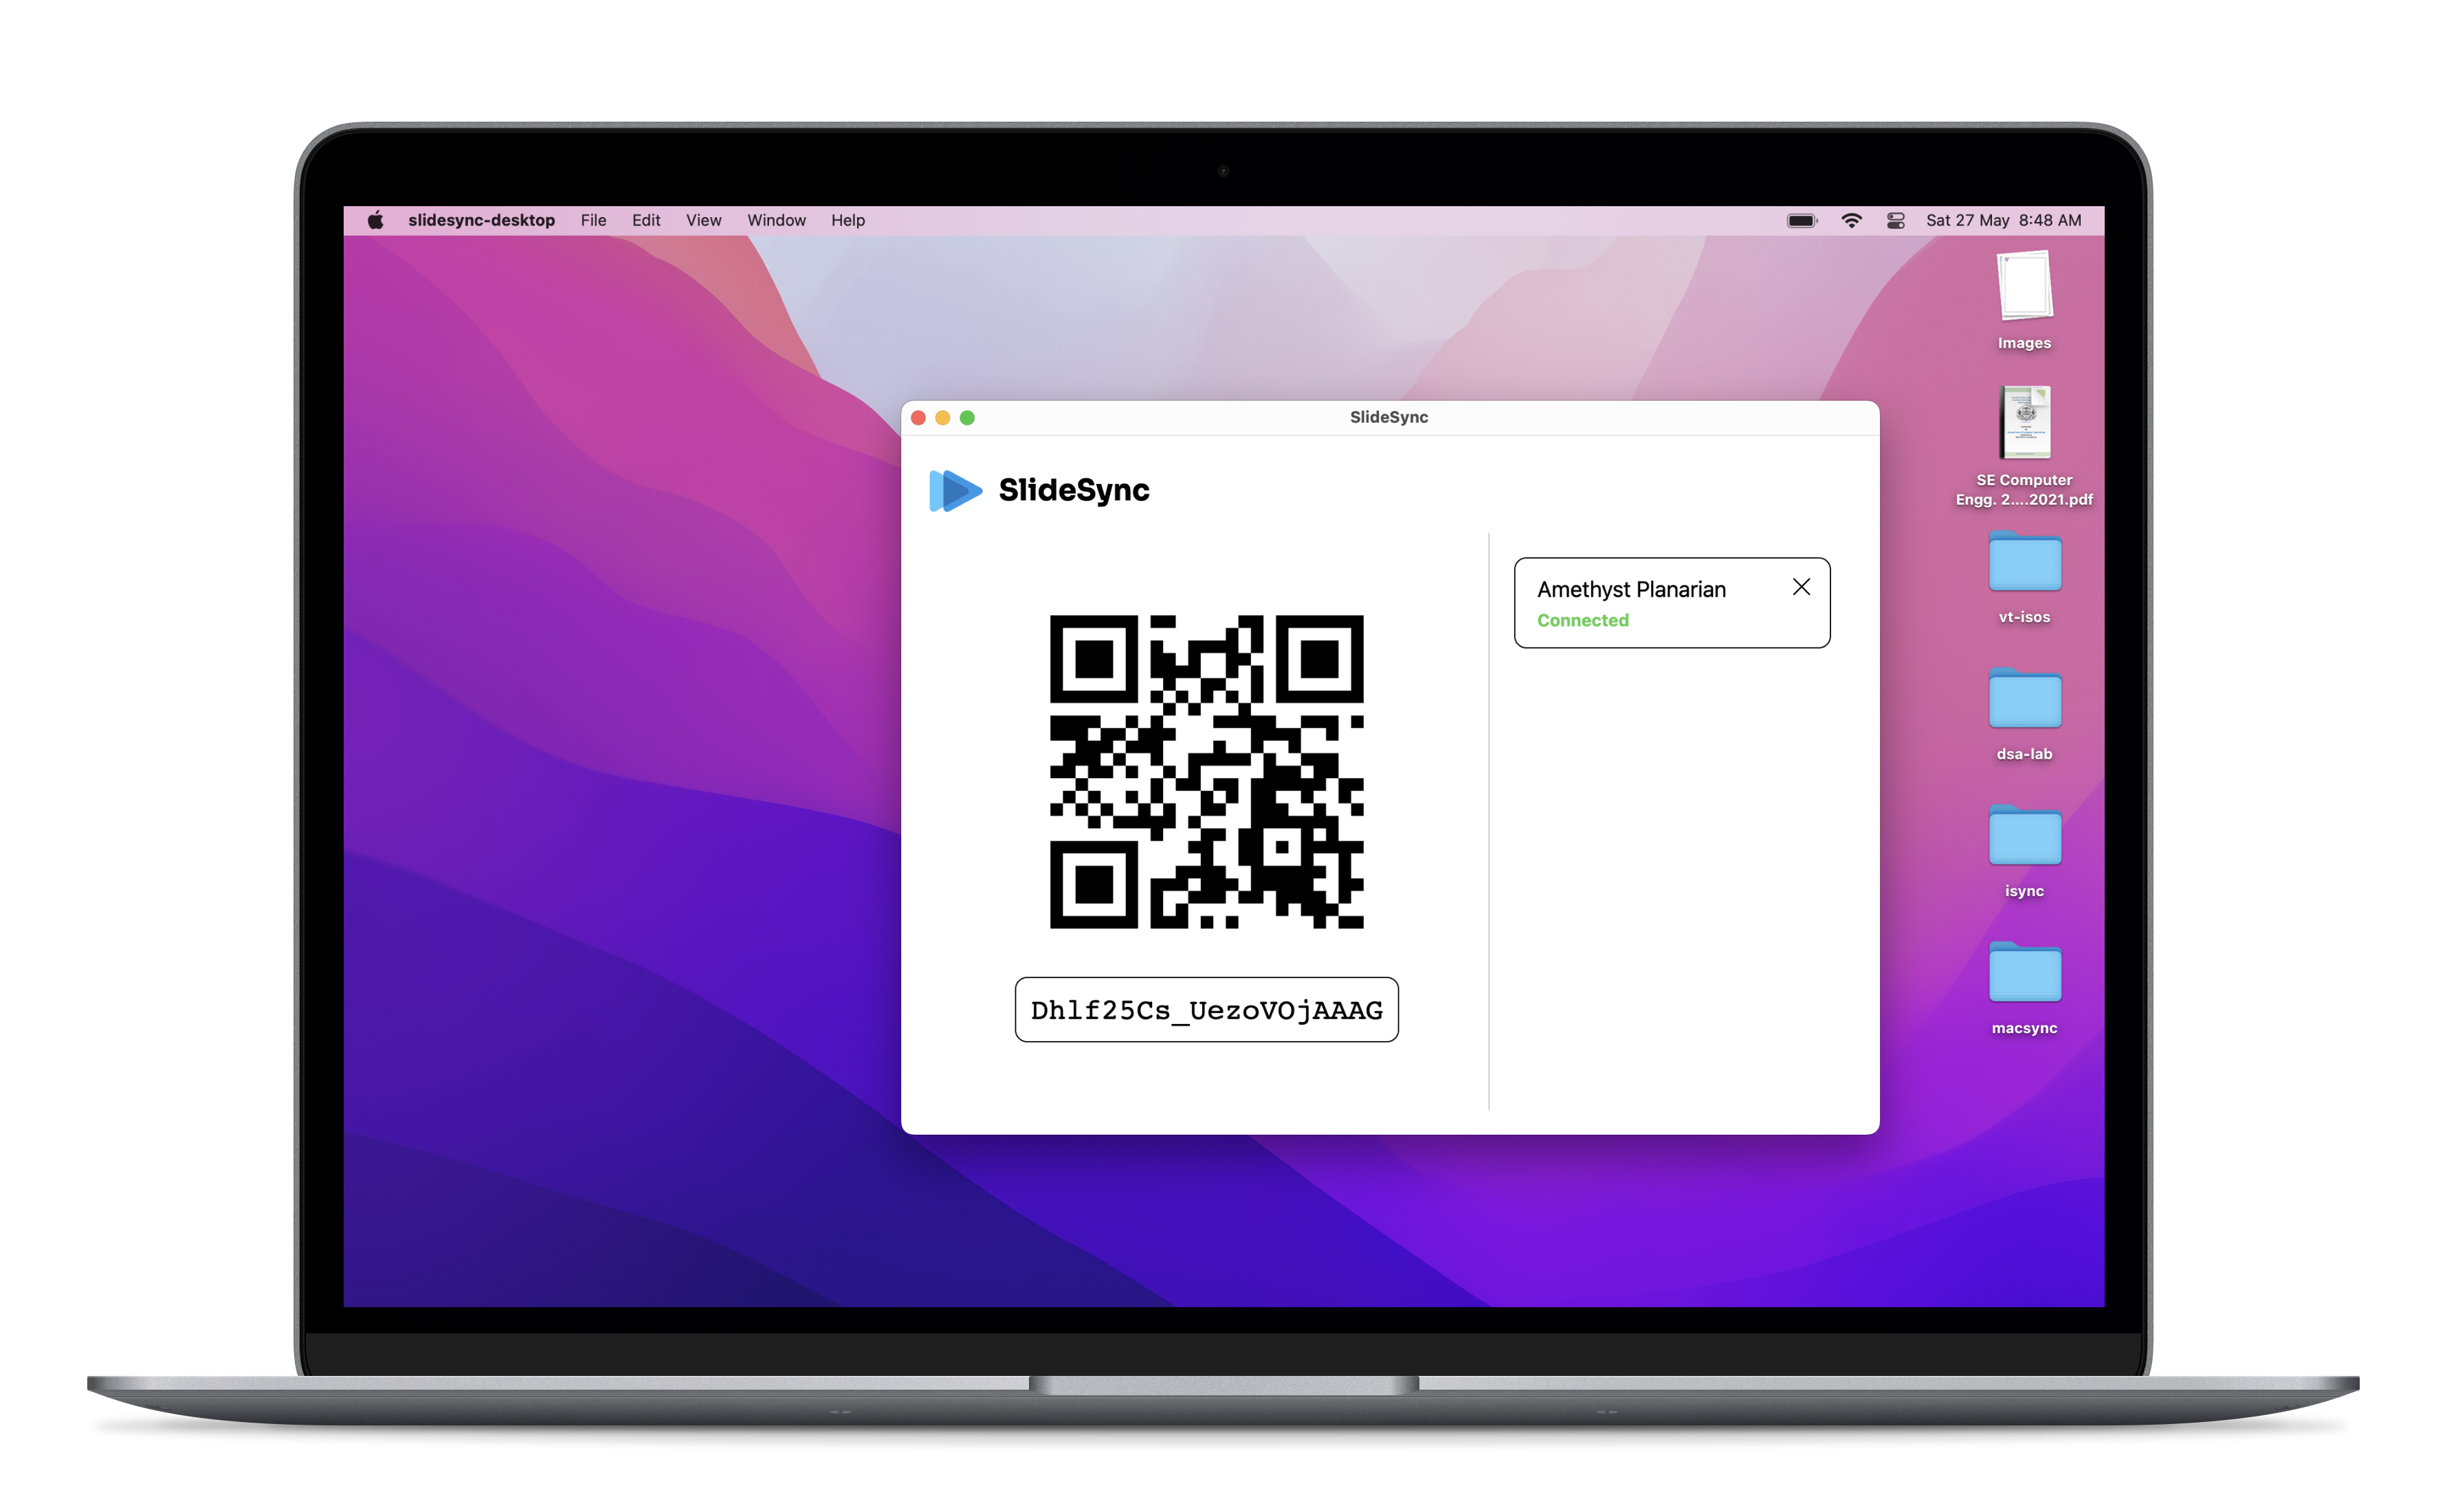 slidesync-desktop File Edit View Window Help Sat 27 May 8:48 AM
Images
SE Computer
Engg. 2....2021.pdf
vt-isos
dsa-lab
isync
macsync
SlideSync
SlideSync
Amethyst Planarian
Connected
Dhlf25Cs_UezoVOjAAAG